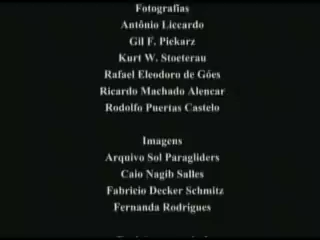 Fotografias
Antônio Liccardo
Gil F. Piekarz
Kurt W. Stoeterau
Rafael Eleodoro de Góes
Ricardo Machado Alencar
Rodolfo Puertas Castelo
Imagens
Arquivo Sol Paragliders
Caio Nagib Salles
Fabricio Decker Schmitz
Fernanda Rodrigues